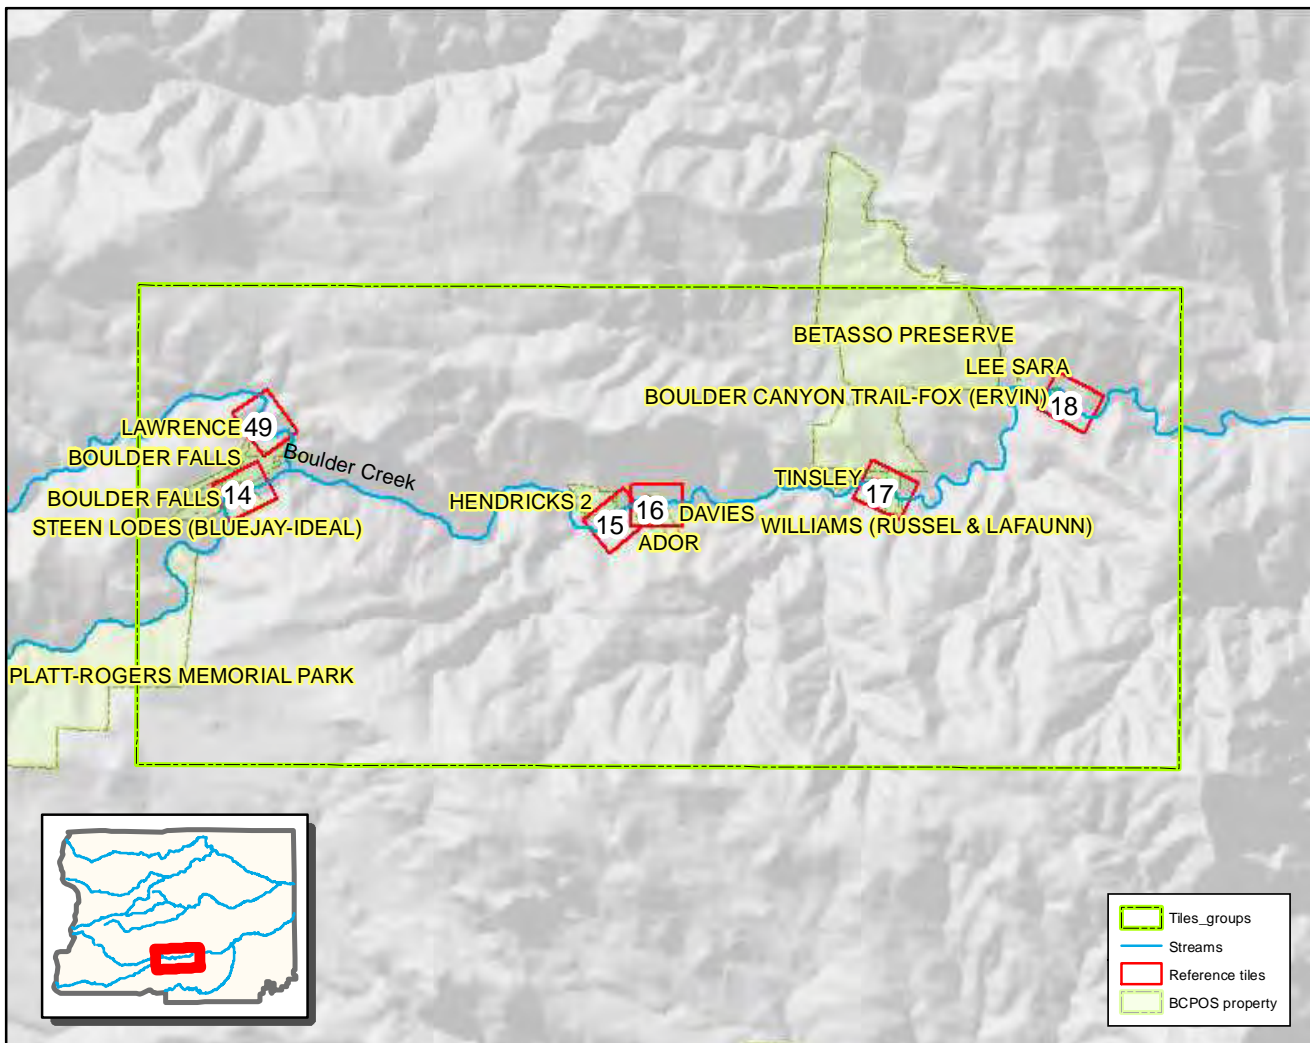 BETASSO PRESERVE
LEE SARA
BOULDER CANYON TRAIL-FOX (ERVIN)
18
LAWRENCE
49
BOULDER FALLS
Boulder Creek
BOULDER FALLS
14
STEEN LODES (BLUEJAY-IDEAL)
HENDRICKS 2
15
16
DAVIES
ADOR
TINSLEY
17
WILLIAMS (RUSSEL & LAFAUNN)
PLATT-ROGERS MEMORIAL PARK
Tiles_groups
Streams
Reference tiles
BCPOS property